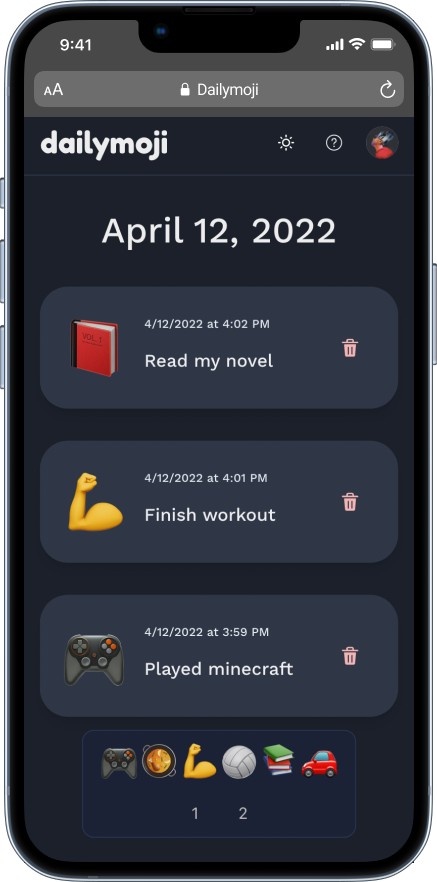 9:41
AA
Dailymoji
dailymoji
?
April 12, 2022
VOL.1
4/12/2022 at 4:02 PM
Read my novel
4/12/2022 at 4:01 PM
Finish workout
4/12/2022 at 3:59 PM
Played minecraft
1 2